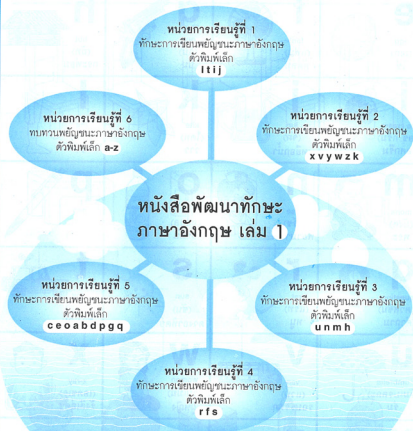 หน่วยการเรียนรู้ที่ 1
ทักษะการเขียนพยัญชนะภาษาอังกฤษ
ตัวพิมพ์เล็ก
l t i j
หน่วยการเรียนรู้ที่ 6
ทบทวนพยัญชนะภาษาอังกฤษ
ตัวพิมพ์เล็ก a-z
หน่วยการเรียนรู้ที่ 2
ทักษะการเขียนพยัญชนะภาษาอังกฤษ
ตัวพิมพ์เล็ก
x v y w z k
หนังสือพัฒนาทักษะ
ภาษาอังกฤษ เล่ม 1
หน่วยการเรียนรู้ที่ 5
ทักษะการเขียนพยัญชนะภาษาอังกฤษ
ตัวพิมพ์เล็ก
c e o a b d p g q
หน่วยการเรียนรู้ที่ 3
ทักษะการเขียนพยัญชนะภาษาอังกฤษ
ตัวพิมพ์เล็ก
u n m h
หน่วยการเรียนรู้ที่ 4
ทักษะการเขียนพยัญชนะภาษาอังกฤษ
ตัวพิมพ์เล็ก
r f s